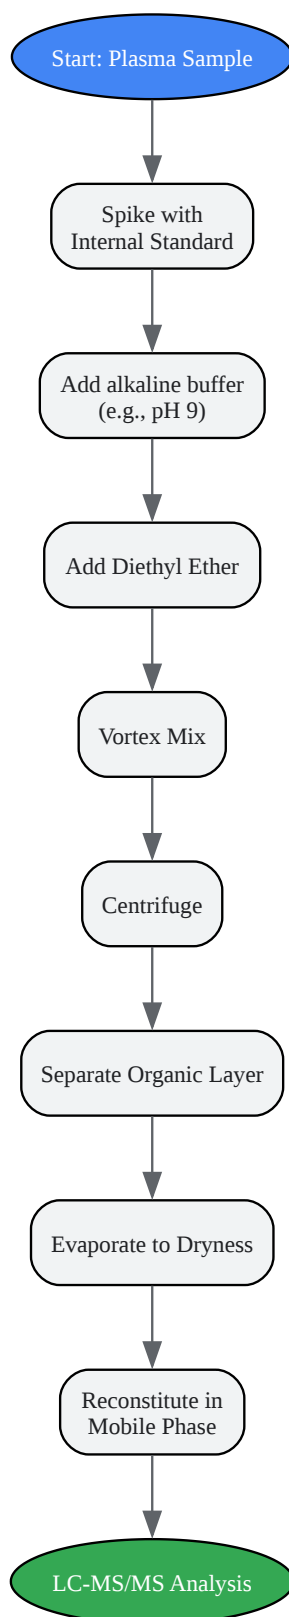 Start: Plasma Sample
Spike with
Internal Standard
Add alkaline buffer
(e.g., pH 9)
Add Diethyl Ether
Vortex Mix
Centrifuge
Separate Organic Layer
Evaporate to Dryness
Reconstitute in
Mobile Phase
LC-MS/MS Analysis